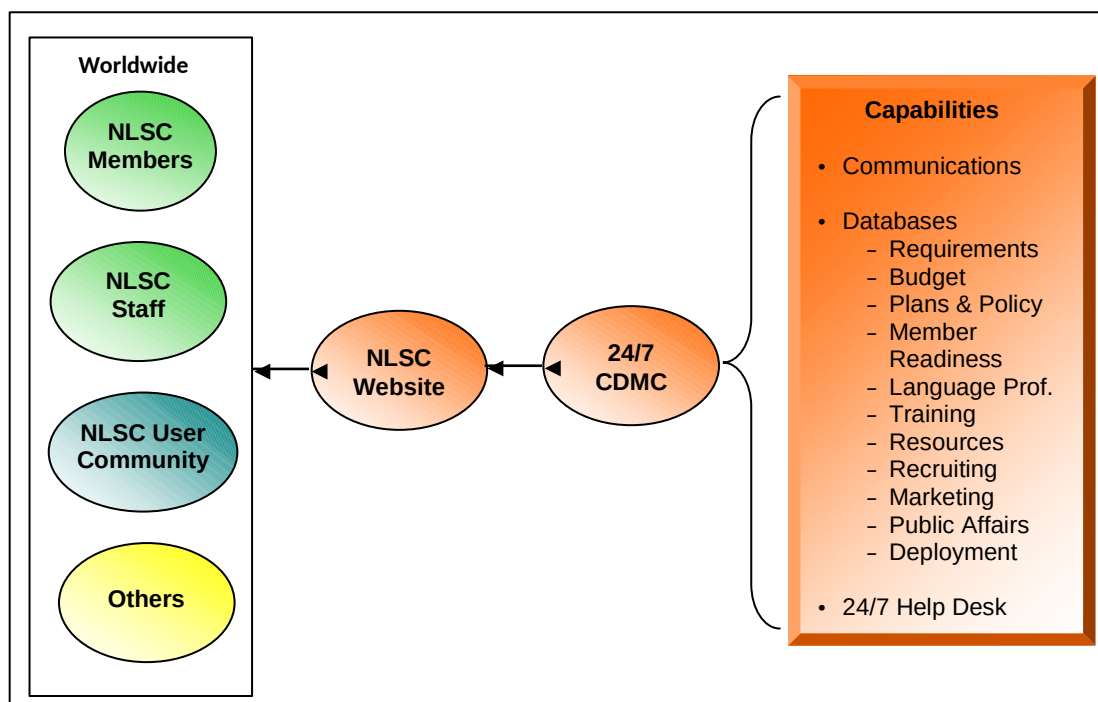 Worldwide
NLSC
Members
NLSC
Staff
NLSC User
Community
Others
NLSC
Website
24/7
CDMC
Capabilities
• Communications
• Databases
– Requirements
– Budget
– Plans & Policy
– Member
Readiness
– Language Prof.
– Training
– Resources
– Recruiting
– Marketing
– Public Affairs
– Deployment
• 24/7 Help Desk